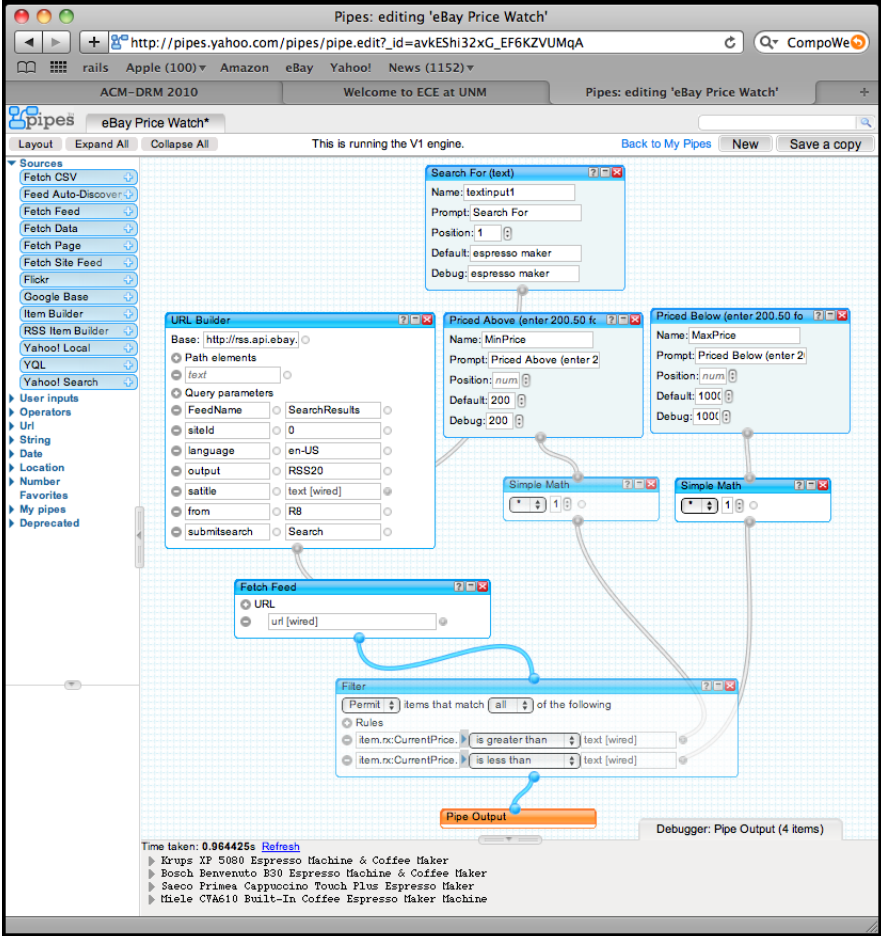 Pipes: editing 'eBay Price Watch'
http://pipes.yahoo.com/pipes/pipe.edit?_id=avkEShi32xG_EF6KZVUMqA
CompoWe
rails Apple (100) Amazon eBay Yahoo! News (1152)
ACM-DRM 2010 Welcome to ECE at UNM Pipes: editing 'eBay Price Watch'
pipes eBay Price Watch*
Layout Expand All Collapse All This is running the V1 engine. Back to My Pipes New Save a copy
Sources
Fetch CSV
Feed Auto-Discover
Fetch Feed
Fetch Data
Fetch Page
Fetch Site Feed
Flickr
Google Base
Item Builder
RSS Item Builder
Yahoo! Local
YQL
Yahoo! Search
User inputs
Operators
Url
String
Date
Location
Number
Favorites
My pipes
Deprecated
Search For (text)
Name: textinput1
Prompt: Search For
Position: 1
Default: espresso maker
Debug: espresso maker
URL Builder
Base: http://rss.api.ebay.
Path elements
text
Query parameters
FeedName SearchResults
siteId 0
language en-US
output RSS20
satitle text [wired]
from R8
submitsearch Search
Priced Above (enter 200.50 fo
Name: MinPrice
Prompt: Priced Above (enter 2
Position: num
Default: 200
Debug: 200
Priced Below (enter 200.50 fo
Name: MaxPrice
Prompt: Priced Below (enter 20
Position: num
Default: 1000
Debug: 1000
Simple Math
* 1
Simple Math
* 1
Fetch Feed
URL
url [wired]
Filter
Permit items that match all of the following
Rules
item.rx:CurrentPrice. is greater than text [wired]
item.rx:CurrentPrice. is less than text [wired]
Pipe Output
Debugger: Pipe Output (4 items)
Time taken: 0.964425s Refresh
Krups XP 5080 Espresso Machine & Coffee Maker
Bosch Benvenuto B30 Espresso Machine & Coffee Maker
Saeco Primea Cappuccino Touch Plus Espresso Maker
Miele CVA610 Built-In Coffee Espresso Maker Machine